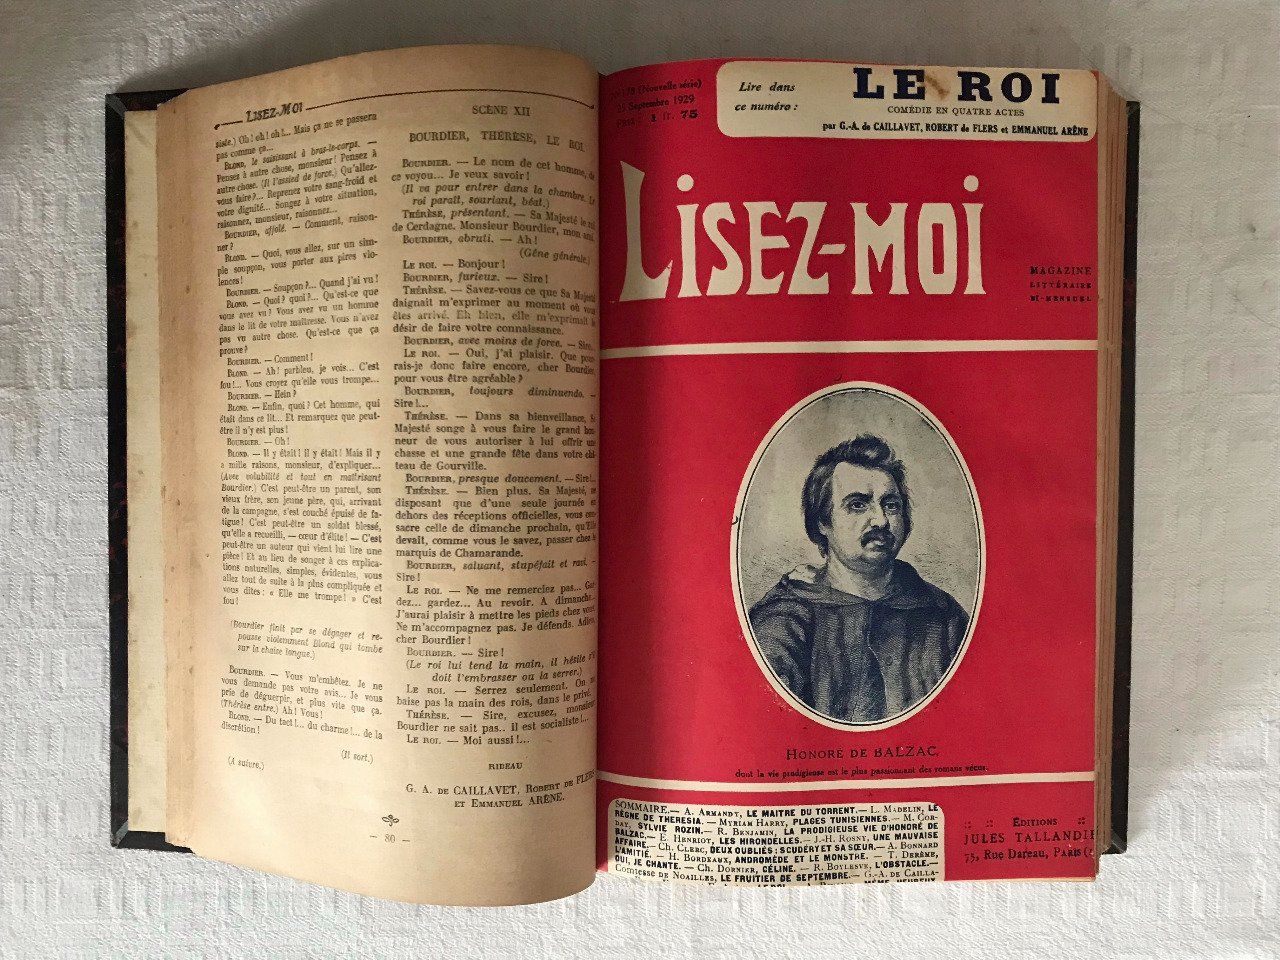 LISEZ-MOI
siste.) Oh! eh! oh!... Mais ça ne se passera
pas comme ça...
BLOND, le saisissant à bras-le-corps. —
Pensez à autre chose, monsieur! Pensez à
autre chose. (Il l'assied de force.) Qu'allez-
vous faire?... Reprenez votre sang-froid et
votre dignité... Songez à votre situation,
raisonnez, monsieur, raisonnez...
BOURDIER, affolé. — Comment, raison-
ner?
BLOND. — Quoi, vous allez, sur un sim-
ple soupçon, vous porter aux pires vio-
lences!
BOURDIER. — Soupçon?... Quand j'ai vu!
BLOND. — Quoi? quoi?... Qu'est-ce que
vous avez vu? Vous avez vu un homme
dans le lit de votre maîtresse. Vous n'avez
pas vu autre chose. Qu'est-ce que ça
prouve?
BOURDIER. — Comment!
BLOND. — Ah! parbleu, je vois... C'est
fou!... Vous croyez qu'elle vous trompe...
BOURDIER. — Hein?
BLOND. — Enfin, quoi? Cet homme, qui
était dans ce lit... Et remarquez que peut-
être il n'y est plus!
BOURDIER. — Oh!
BLOND. — Il y était! il y était! Mais il y
a mille raisons, monsieur, d'expliquer...
(Avec volubilité et tout en maîtrisant
Bourdier.) C'est peut-être un parent, son
vieux frère, son jeune père, qui, arrivant
de la campagne, s'est couché épuisé de fa-
tigue! C'est peut-être un soldat blessé,
qu'elle a recueilli, — cœur d'élite! — C'est
peut-être un auteur qui vient lui lire une
pièce! Et au lieu de songer à ces explica-
tions naturelles, simples, évidentes, vous
allez tout de suite à la plus compliquée et
vous dites: « Elle me trompe! » C'est
fou!
(Bourdier finit par se dégager et re-
pousse violemment Blond qui tombe
sur la chaise longue.)
BOURDIER. — Vous m'embêtez. Je ne
vous demande pas votre avis... Je vous
prie de déguerpir, et plus vite que ça.
(Thérèse entre.) Ah! Vous!
BLOND. — Du tact!... du charme!... de la
discrétion!
(Il sort.)
(A suivre.)
SCÈNE XII
BOURDIER, THÉRÈSE, LE ROI.
BOURDIER. — Le nom de cet homme, de
ce voyou... Je veux savoir!
(Il va pour entrer dans la chambre. Le
roi paraît, souriant, béat.)
THÉRÈSE, présentant. — Sa Majesté le roi
de Cerdagne. Monsieur Bourdier, mon ami.
BOURDIER, abruti. — Ah!
(Gêne générale.)
LE ROI. — Bonjour!
BOURDIER, furieux. — Sire!
THÉRÈSE. — Savez-vous ce que Sa Majesté
daignait m'exprimer au moment où vous
êtes arrivé. Eh bien, elle m'exprimait le
désir de faire votre connaissance.
BOURDIER, avec moins de force. — Sire...
LE ROI. — Oui, j'ai plaisir. Que pour-
rais-je donc faire encore, cher Bourdier,
pour vous être agréable?
BOURDIER, toujours diminuendo. —
Sire!...
THÉRÈSE. — Dans sa bienveillance, Sa
Majesté songe à vous faire le grand hon-
neur de vous autoriser à lui offrir une
chasse et une grande fête dans votre châ-
teau de Gourville.
BOURDIER, presque doucement. — Sire!...
THÉRÈSE. — Bien plus. Sa Majesté, ne
disposant que d'une seule journée en
dehors des réceptions officielles, vous con-
sacre celle de dimanche prochain, qu'Elle
devait, comme vous le savez, passer chez le
marquis de Chamarande.
BOURDIER, saluant, stupéfait et ravi. —
Sire!
LE ROI. — Ne me remerciez pas... Gar-
dez... gardez... Au revoir. A dimanche...
J'aurai plaisir à mettre les pieds chez vous.
Ne m'accompagnez pas. Je défends. Adieu,
cher Bourdier!
BOURDIER. — Sire!
(Le roi lui tend la main, il hésite s'il
doit l'embrasser ou la serrer.)
LE ROI. — Serrez seulement. On ne
baise pas la main des rois, dans le privé.
THÉRÈSE. — Sire, excusez, monsieur
Bourdier ne sait pas.. il est socialiste!...
LE ROI. — Moi aussi!...
RIDEAU
G. A. DE CAILLAVET, ROBERT DE FLERS
ET EMMANUEL ARÈNE.
— 80 —
178 (Nouvelle série)
25 Septembre 1929
Prix : 1 fr. 75
Lire dans
ce numéro :
LE ROI
COMÉDIE EN QUATRE ACTES
par G.-A. de CAILLAVET, ROBERT de FLERS et EMMANUEL ARÈNE
LISEZ-MOI
MAGAZINE
LITTÉRAIRE
BI-MENSUEL
HONORÉ DE BALZAC,
dont la vie prodigieuse est le plus passionnant des romans vécus.
SOMMAIRE.— A. ARMANDY, LE MAITRE DU TORRENT.— L. MADELIN, LE
RÈGNE DE THERESIA. — MYRIAM HARRY, PLAGES TUNISIENNES. — M. COR-
DAY, SYLVIE ROZIN. — R. BENJAMIN, LA PRODIGIEUSE VIE D'HONORÉ DE
BALZAC. — E. HENRIOT, LES HIRONDELLES. — J.-H. ROSNY, UNE MAUVAISE
AFFAIRE.— CH. CLERC, DEUX OUBLIÉS : SCUDÉRY ET SA SŒUR.— A. BONNARD
L'AMITIÉ. — H. BORDEAUX, ANDROMÈDE ET LE MONSTRE. — T. DERÈME,
OUI, JE CHANTE. — CH. DORNIER, CÉLINE. — R. BOYLESVE, L'OBSTACLE.—
COMTESSE DE NOAILLES, LE FRUITIER DE SEPTEMBRE.— G.-A. DE CAILLA-
:: :: ÉDITIONS :: ::
JULES TALLANDIE
75, Rue Dareau, PARIS